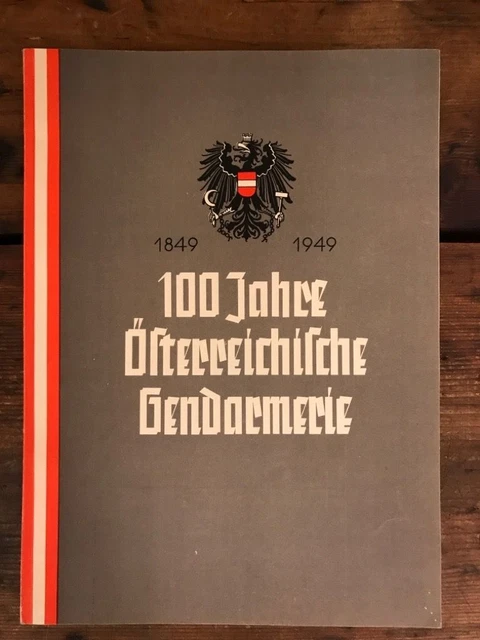 1849 1949
100 Jahre
Öſterreichiſche
Gendarmerie